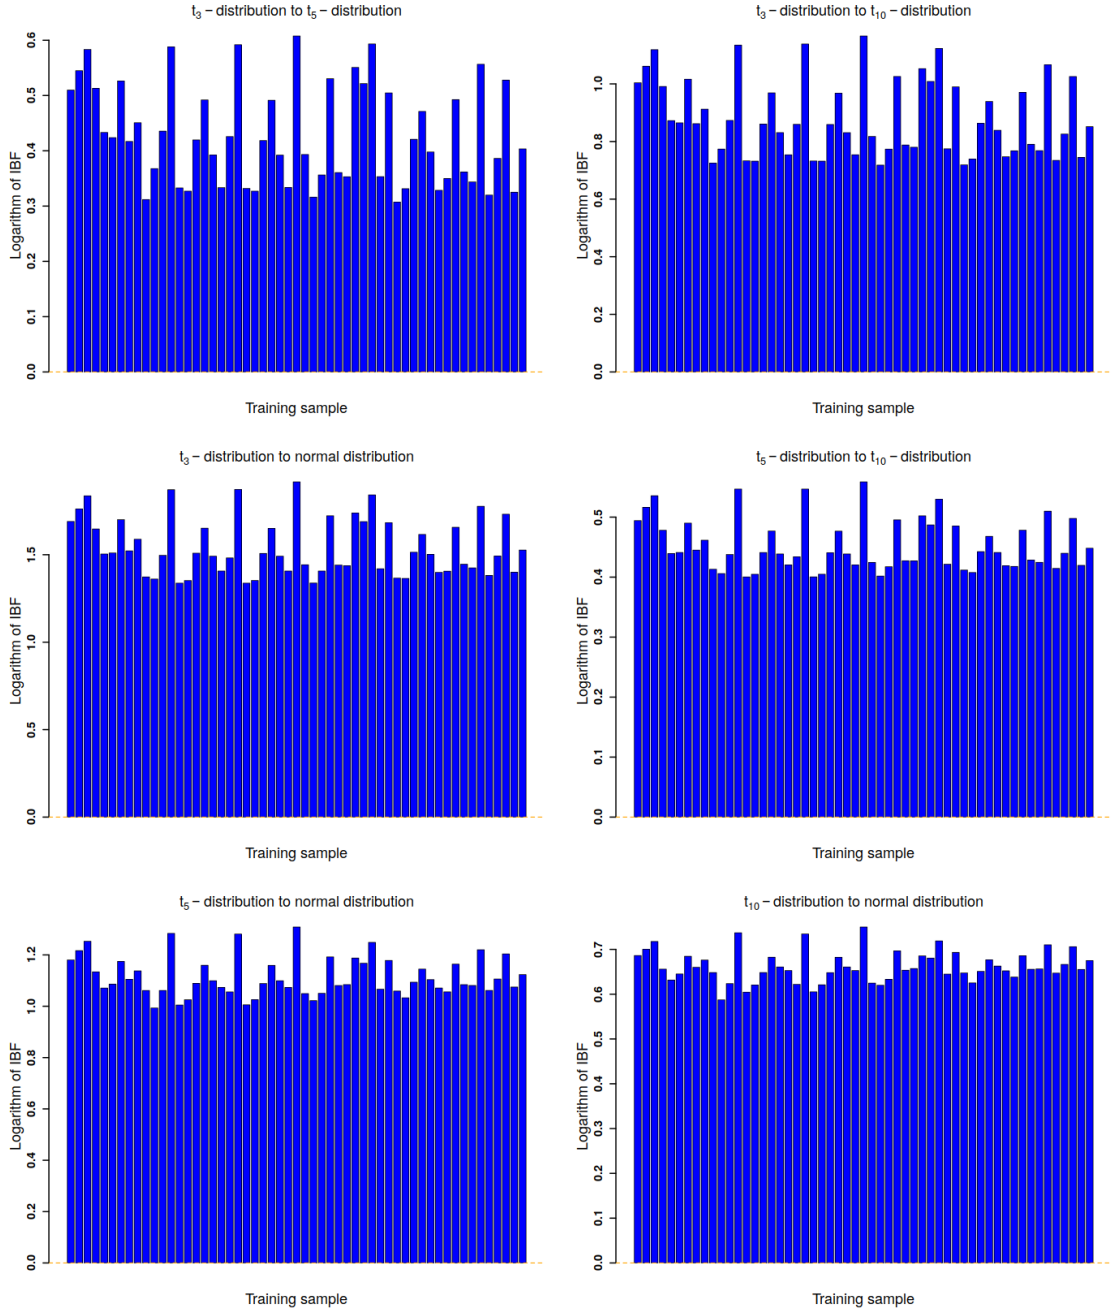 t3 − distribution to t5 − distribution
Logarithm of IBF
0.0
0.1
0.2
0.3
0.4
0.5
0.6
Training sample
t3 − distribution to t10 − distribution
Logarithm of IBF
0.0
0.2
0.4
0.6
0.8
1.0
Training sample
t3 − distribution to normal distribution
Logarithm of IBF
0.0
0.5
1.0
1.5
Training sample
t5 − distribution to t10 − distribution
Logarithm of IBF
0.0
0.1
0.2
0.3
0.4
0.5
Training sample
t5 − distribution to normal distribution
Logarithm of IBF
0.0
0.2
0.4
0.6
0.8
1.0
1.2
Training sample
t10 − distribution to normal distribution
Logarithm of IBF
0.0
0.1
0.2
0.3
0.4
0.5
0.6
0.7
Training sample